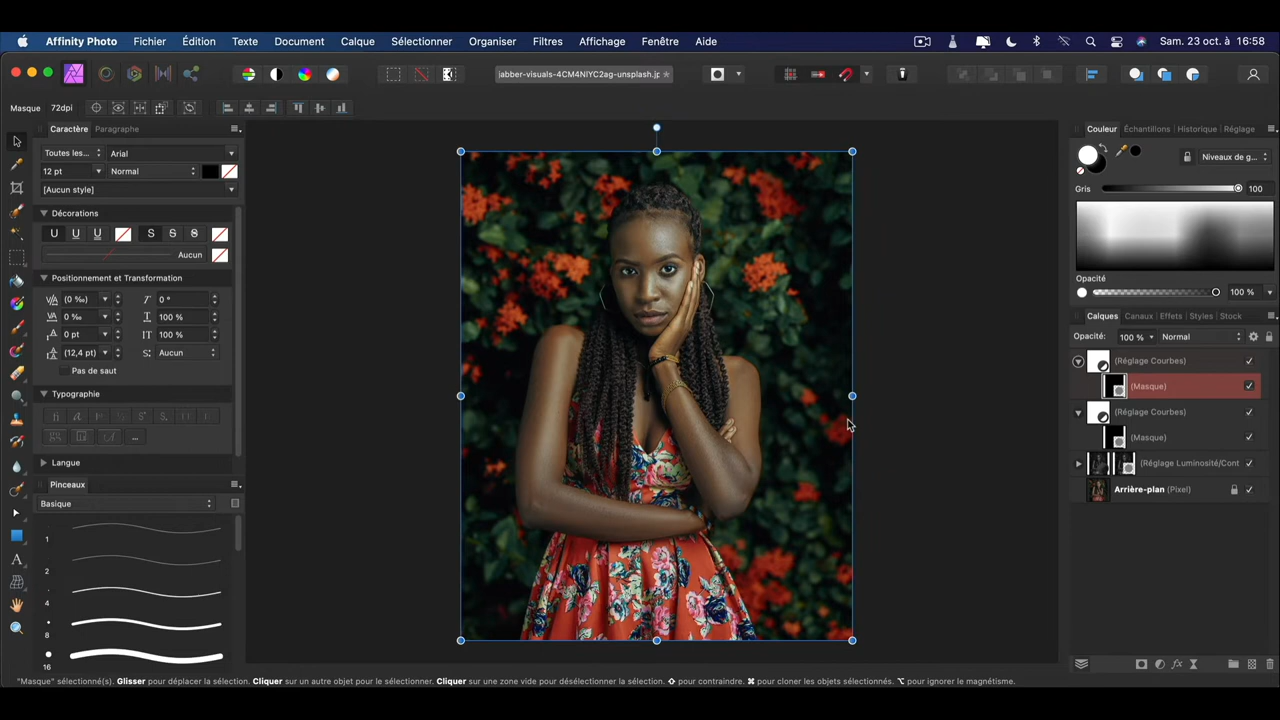 Affinity Photo Fichier Édition Texte Document Calque Sélectionner Organiser Filtres Affichage Fenêtre Aide Sam. 23 oct. à 16:58
jabber-visuals-4CM4NIYC2ag-unsplash.jp
Masque 72dpi
Caractère Paragraphe
Toutes les... Arial
12 pt Normal
[Aucun style]
Décorations
U U U S S S
Aucun
Positionnement et Transformation
(0 ‰) 0 °
0 ‰ 100 %
0 pt 100 %
(12,4 pt) Aucun
Pas de saut
Typographie
...
Langue
Pinceaux
Basique
1
2
4
8
16
Couleur Échantillons Historique Réglage
Niveaux de g...
Gris 100
Opacité
100 %
Calques Canaux Effets Styles Stock
Opacité: 100 % Normal
(Réglage Courbes)
(Masque)
(Réglage Courbes)
(Masque)
(Réglage Luminosité/Cont
Arrière-plan (Pixel)
"Masque" sélectionné(s). Glisser pour déplacer la sélection. Cliquer sur un autre objet pour le sélectionner. Cliquer sur une zone vide pour désélectionner la sélection. ⇧ pour contraindre. ⌘ pour cloner les objets sélectionnés. ⌥ pour ignorer le magnétisme.